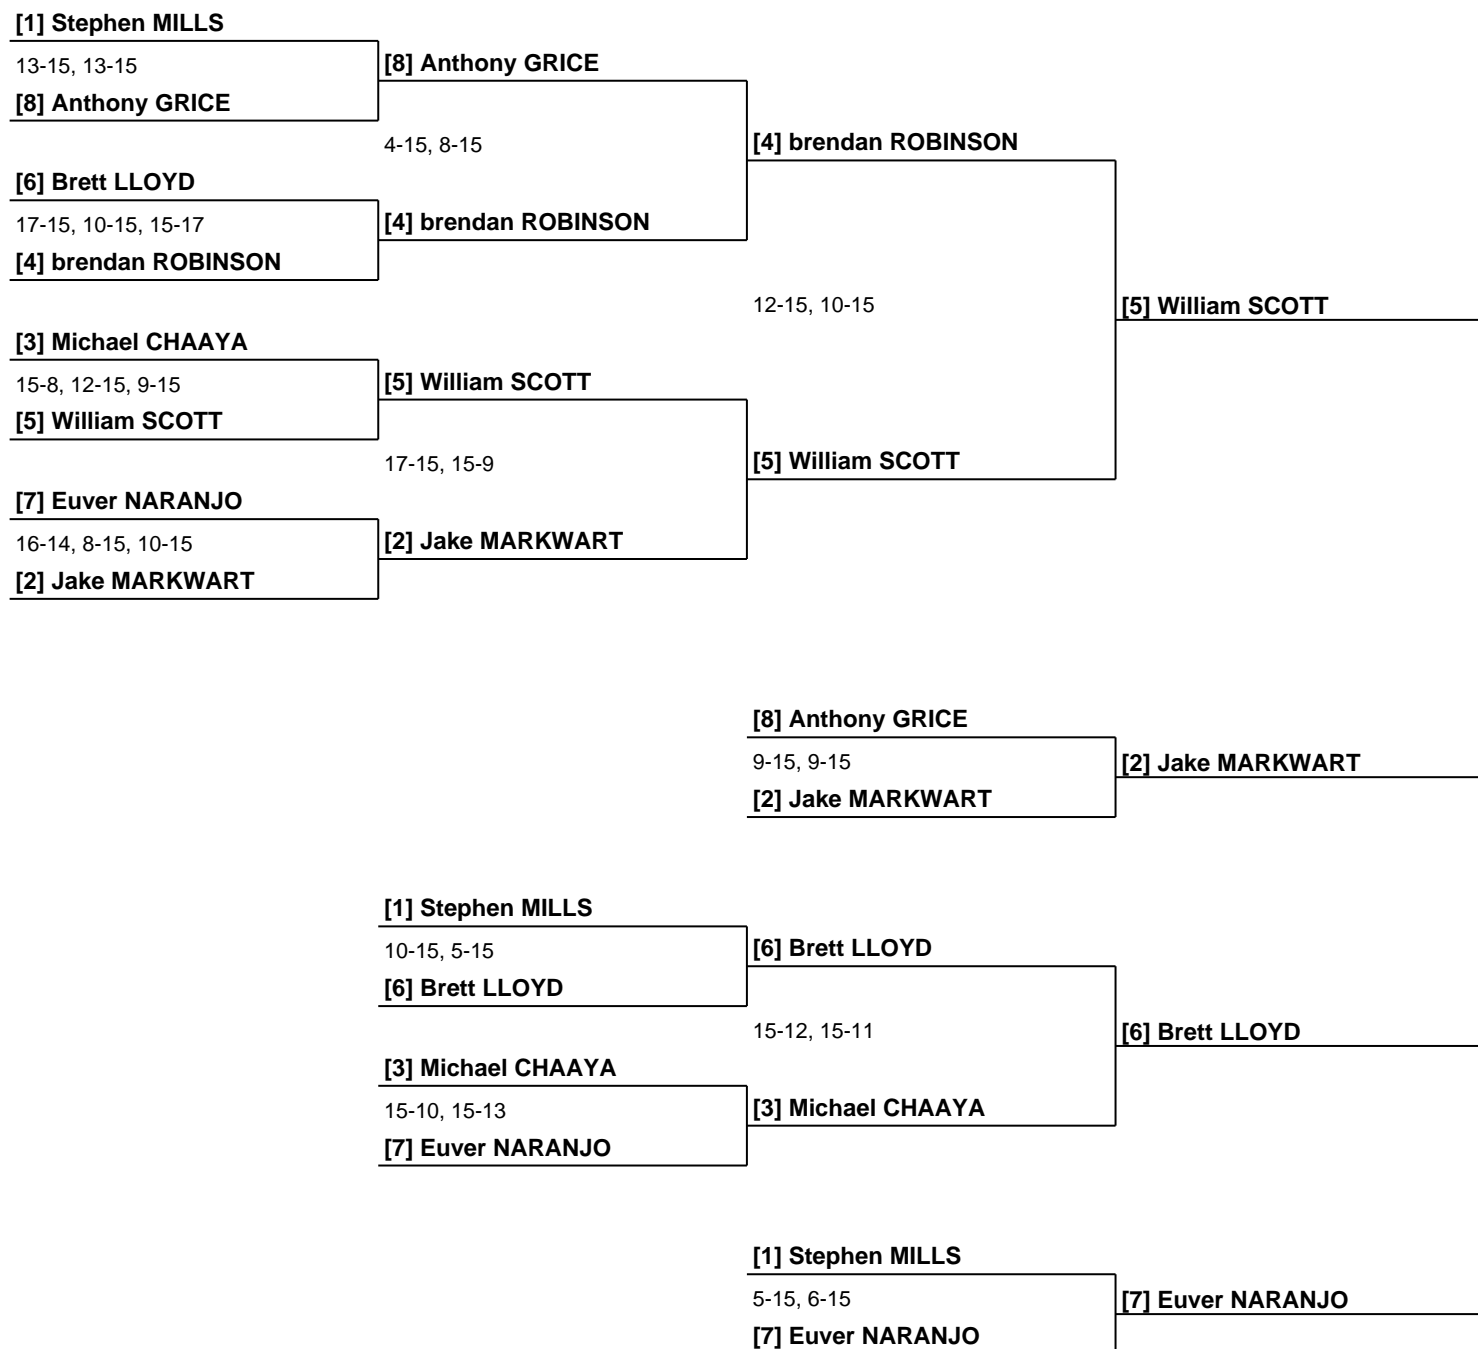 [1] Stephen MILLS
13-15, 13-15
[8] Anthony GRICE
[8] Anthony GRICE
4-15, 8-15
[4] brendan ROBINSON
[6] Brett LLOYD
17-15, 10-15, 15-17
[4] brendan ROBINSON
[4] brendan ROBINSON
12-15, 10-15
[5] William SCOTT
[3] Michael CHAAYA
15-8, 12-15, 9-15
[5] William SCOTT
[5] William SCOTT
17-15, 15-9
[5] William SCOTT
[7] Euver NARANJO
16-14, 8-15, 10-15
[2] Jake MARKWART
[2] Jake MARKWART
[8] Anthony GRICE
9-15, 9-15
[2] Jake MARKWART
[2] Jake MARKWART
[1] Stephen MILLS
10-15, 5-15
[6] Brett LLOYD
[6] Brett LLOYD
15-12, 15-11
[6] Brett LLOYD
[3] Michael CHAAYA
15-10, 15-13
[3] Michael CHAAYA
[7] Euver NARANJO
[1] Stephen MILLS
5-15, 6-15
[7] Euver NARANJO
[7] Euver NARANJO